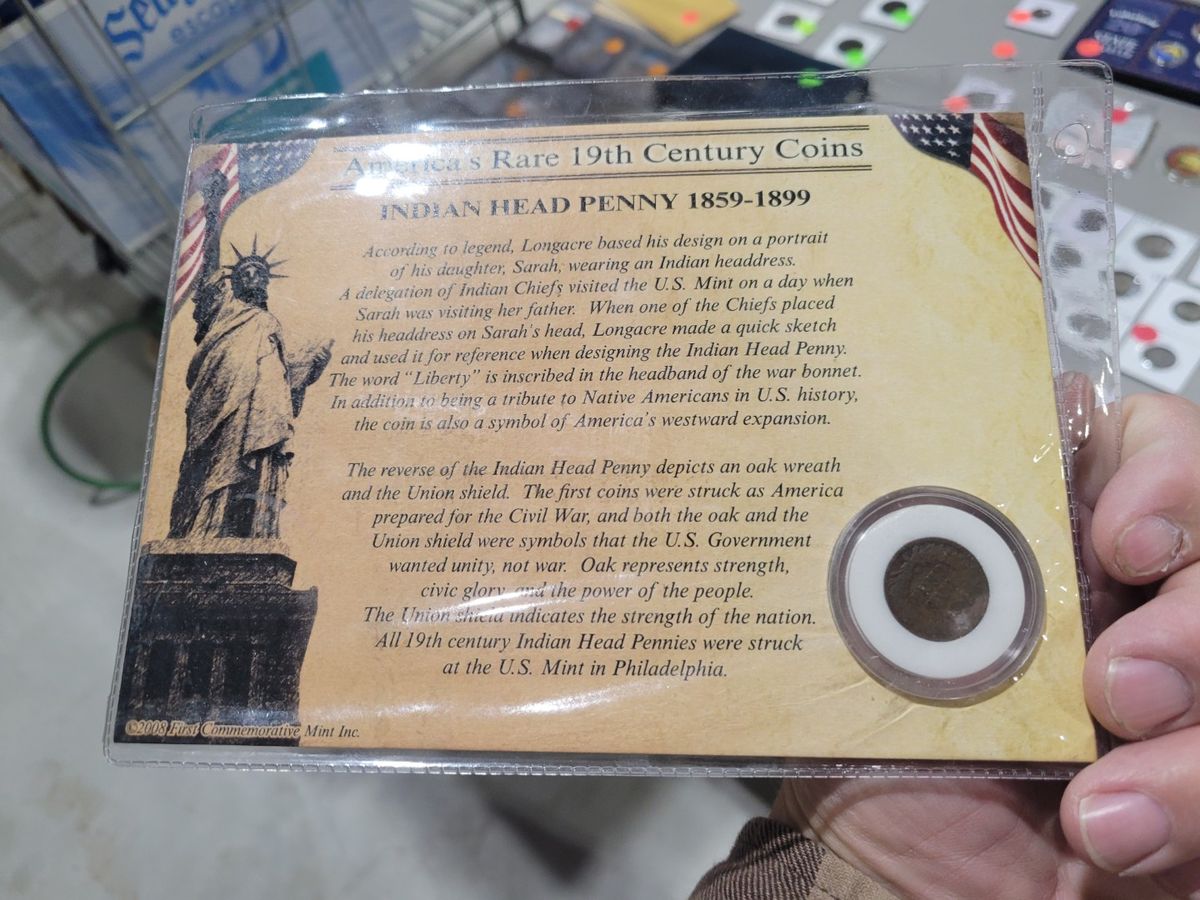 America's Rare 19th Century Coins
INDIAN HEAD PENNY 1859-1899
According to legend, Longacre based his design on a portrait
of his daughter, Sarah, wearing an Indian headdress.
A delegation of Indian Chiefs visited the U.S. Mint on a day when
Sarah was visiting her father. When one of the Chiefs placed
his headdress on Sarah's head, Longacre made a quick sketch
and used it for reference when designing the Indian Head Penny.
The word "Liberty" is inscribed in the headband of the war bonnet.
In addition to being a tribute to Native Americans in U.S. history,
the coin is also a symbol of America's westward expansion.
The reverse of the Indian Head Penny depicts an oak wreath
and the Union shield. The first coins were struck as America
prepared for the Civil War, and both the oak and the
Union shield were symbols that the U.S. Government
wanted unity, not war. Oak represents strength,
civic glory and the power of the people.
The Union shield indicates the strength of the nation.
All 19th century Indian Head Pennies were struck
at the U.S. Mint in Philadelphia.
©2008 First Commemorative Mint Inc.